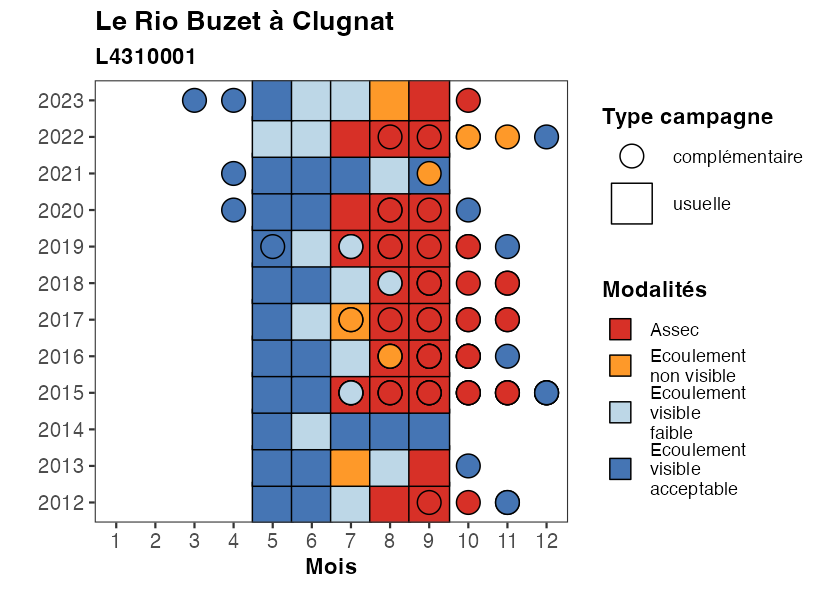 Le Rio Buzet à Clugnat
L4310001
2023
2022
2021
2020
2019
2018
2017
2016
2015
2014
2013
2012
1 2 3 4 5 6 7 8 9 10 11 12
Mois
Type campagne
complémentaire
usuelle
Modalités
Assec
Ecoulement
non visible
Ecoulement
visible
faible
Ecoulement
visible
acceptable